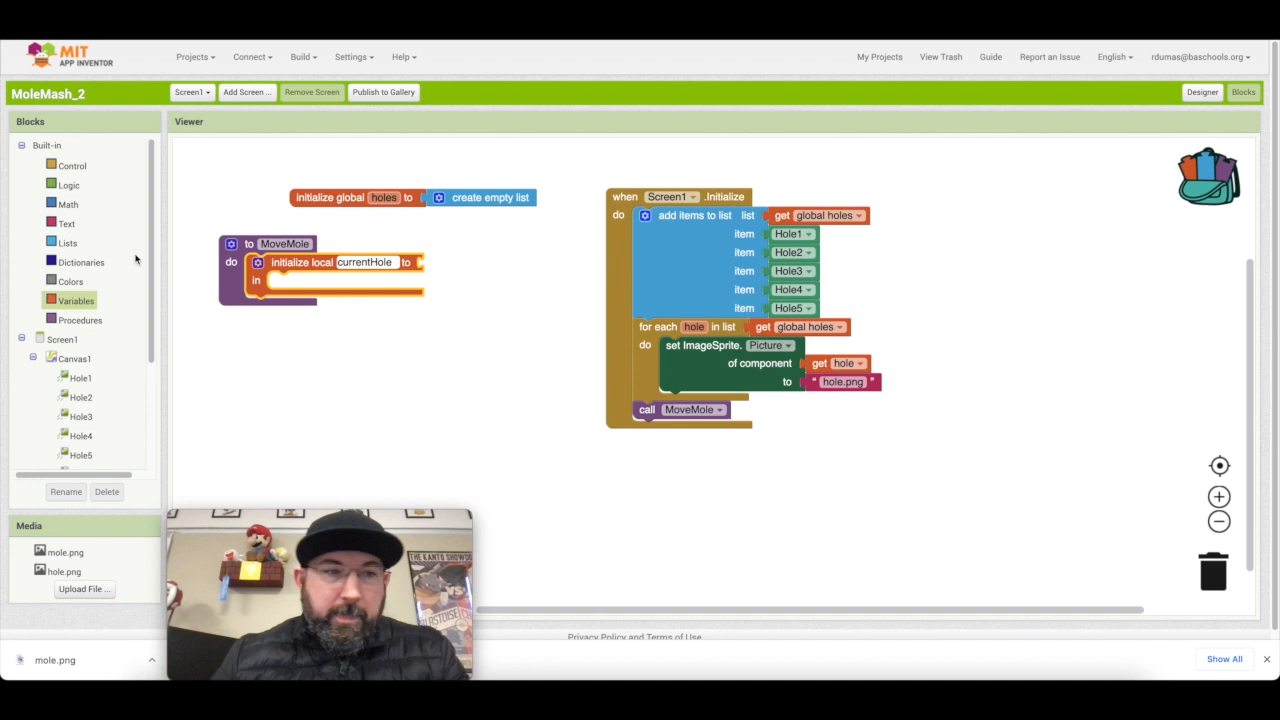 MIT
APP INVENTOR
Projects
Connect
Build
Settings
Help
My Projects
View Trash
Guide
Report an Issue
English
rdumas@baschools.org
MoleMash_2
Screen1
Add Screen ...
Remove Screen
Publish to Gallery
Designer
Blocks
Blocks
Viewer
Built-in
Control
Logic
Math
Text
Lists
Dictionaries
Colors
Variables
Procedures
Screen1
Canvas1
Hole1
Hole2
Hole3
Hole4
Hole5
Rename
Delete
Media
mole.png
hole.png
Upload File ...
initialize global holes to create empty list
to MoveMole
do initialize local currentHole to
in
when Screen1 .Initialize
do add items to list list get global holes
item Hole1
item Hole2
item Hole3
item Hole4
item Hole5
for each hole in list get global holes
do set ImageSprite. Picture
of component get hole
to " hole.png "
call MoveMole
THE KANTO SHOWDOWN
BLASTOISE
Privacy Policy and Terms of Use
mole.png
Show All